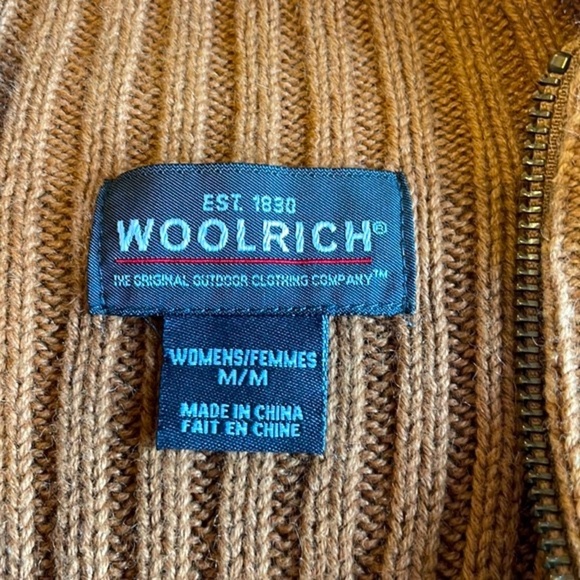 EST. 1830
WOOLRICH®
THE ORIGINAL OUTDOOR CLOTHING COMPANY™
WOMENS/FEMMES
M/M
MADE IN CHINA
FAIT EN CHINE